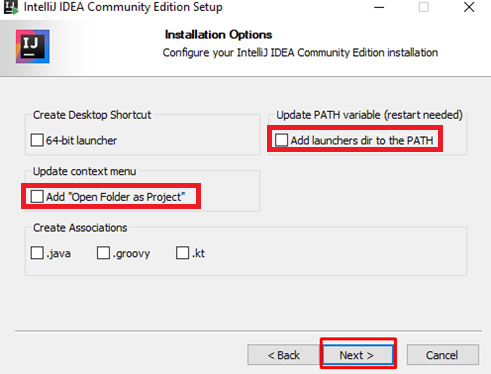 IntelliJ IDEA Community Edition Setup
IJ
Installation Options
Configure your IntelliJ IDEA Community Edition installation
Create Desktop Shortcut
64-bit launcher
Update PATH variable (restart needed)
Add launchers dir to the PATH
Update context menu
Add "Open Folder as Project"
Create Associations
.java .groovy .kt
< Back Next > Cancel